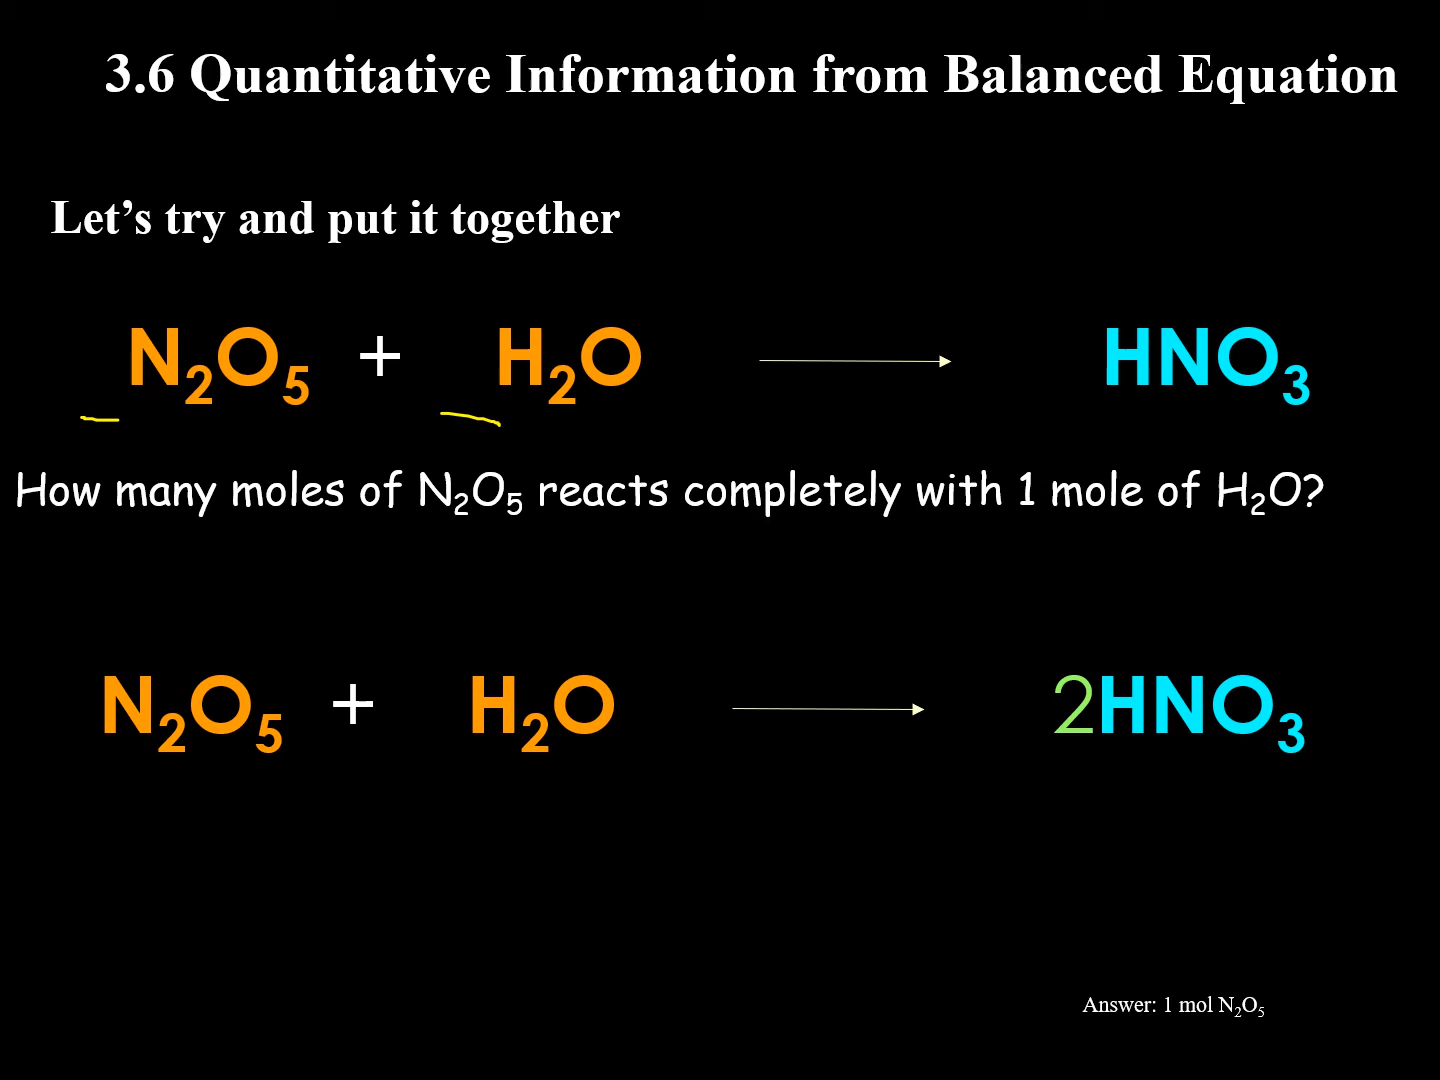 3.6 Quantitative Information from Balanced Equation
Let’s try and put it together
N₂O₅ + H₂O → HNO₃
How many moles of N₂O₅ reacts completely with 1 mole of H₂O?
N₂O₅ + H₂O → 2HNO₃
Answer: 1 mol N₂O₅